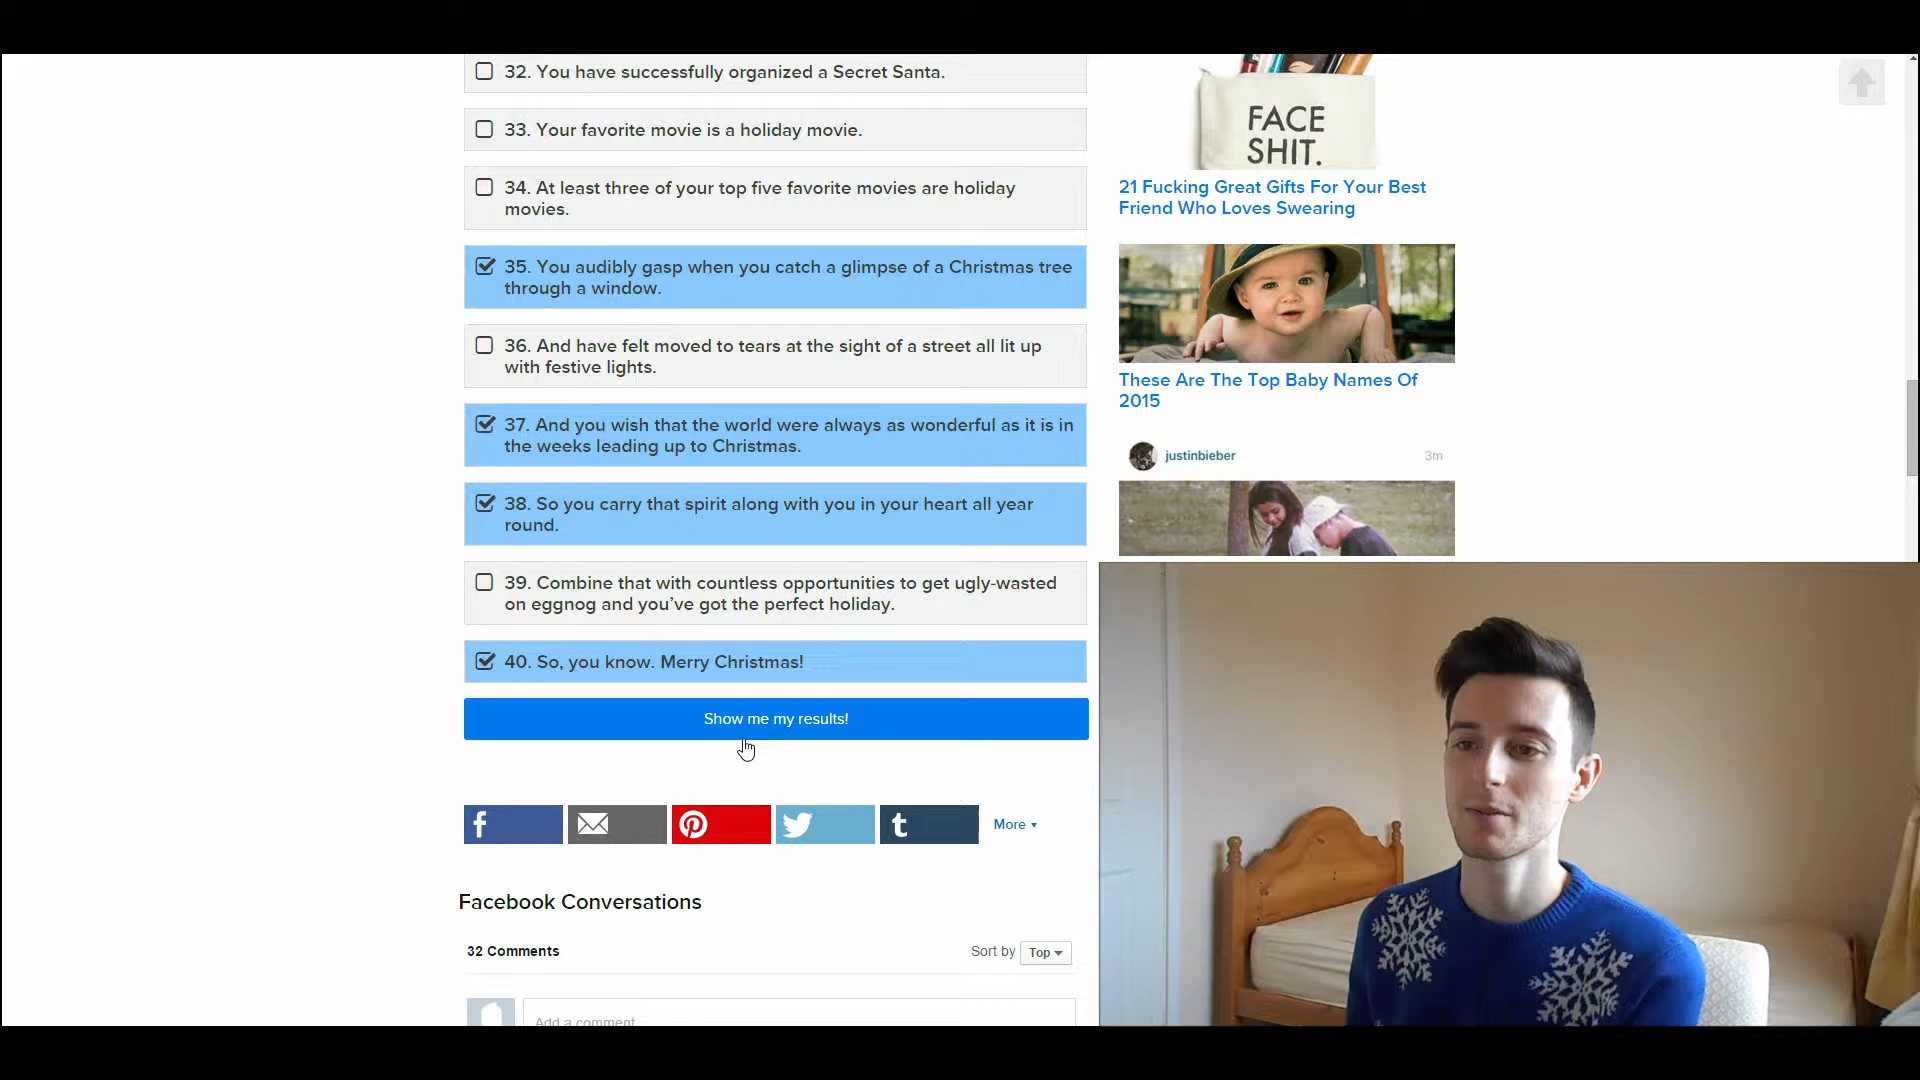 32. You have successfully organized a Secret Santa.
33. Your favorite movie is a holiday movie.
34. At least three of your top five favorite movies are holiday
movies.
35. You audibly gasp when you catch a glimpse of a Christmas tree
through a window.
36. And have felt moved to tears at the sight of a street all lit up
with festive lights.
37. And you wish that the world were always as wonderful as it is in
the weeks leading up to Christmas.
38. So you carry that spirit along with you in your heart all year
round.
39. Combine that with countless opportunities to get ugly-wasted
on eggnog and you’ve got the perfect holiday.
40. So, you know. Merry Christmas!
Show me my results!
More
Facebook Conversations
32 Comments
Sort by Top
Add a comment
FACE
SHIT.
21 Fucking Great Gifts For Your Best
Friend Who Loves Swearing
These Are The Top Baby Names Of
2015
justinbieber 3m